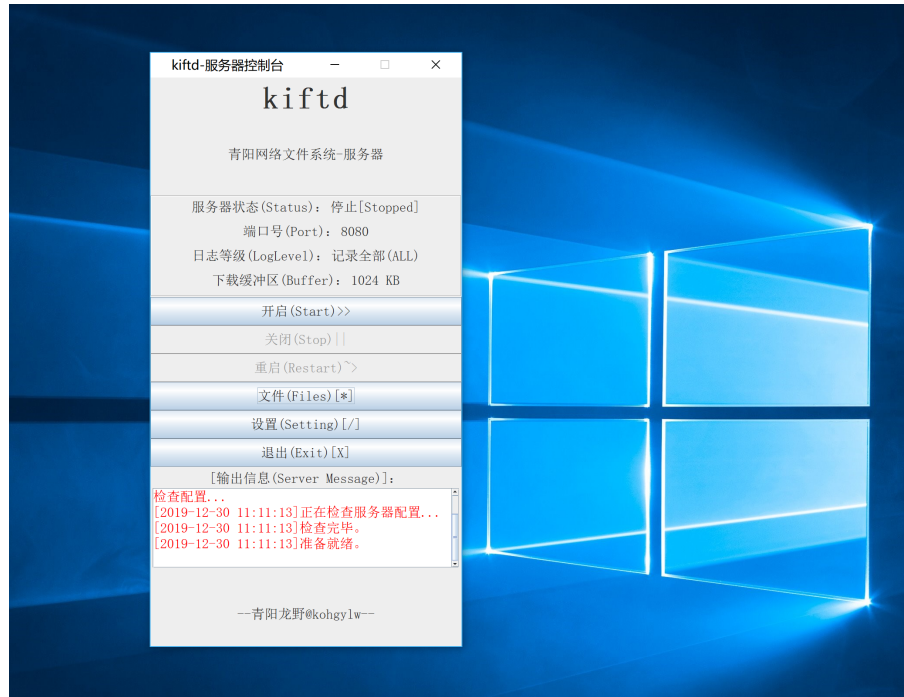 kiftd-服务器控制台
kiftd
青阳网络文件系统-服务器
服务器状态(Status)：停止[Stopped]
端口号(Port)：8080
日志等级(LogLevel)：记录全部(ALL)
下载缓冲区(Buffer)：1024 KB
开启(Start)>>
关闭(Stop)||
重启(Restart)~>
文件(Files)[*]
设置(Setting)[/]
退出(Exit)[X]
[输出信息(Server Message)]：
检查配置...
[2019-12-30 11:11:13]正在检查服务器配置...
[2019-12-30 11:11:13]检查完毕。
[2019-12-30 11:11:13]准备就绪。
--青阳龙野@kohgylw--